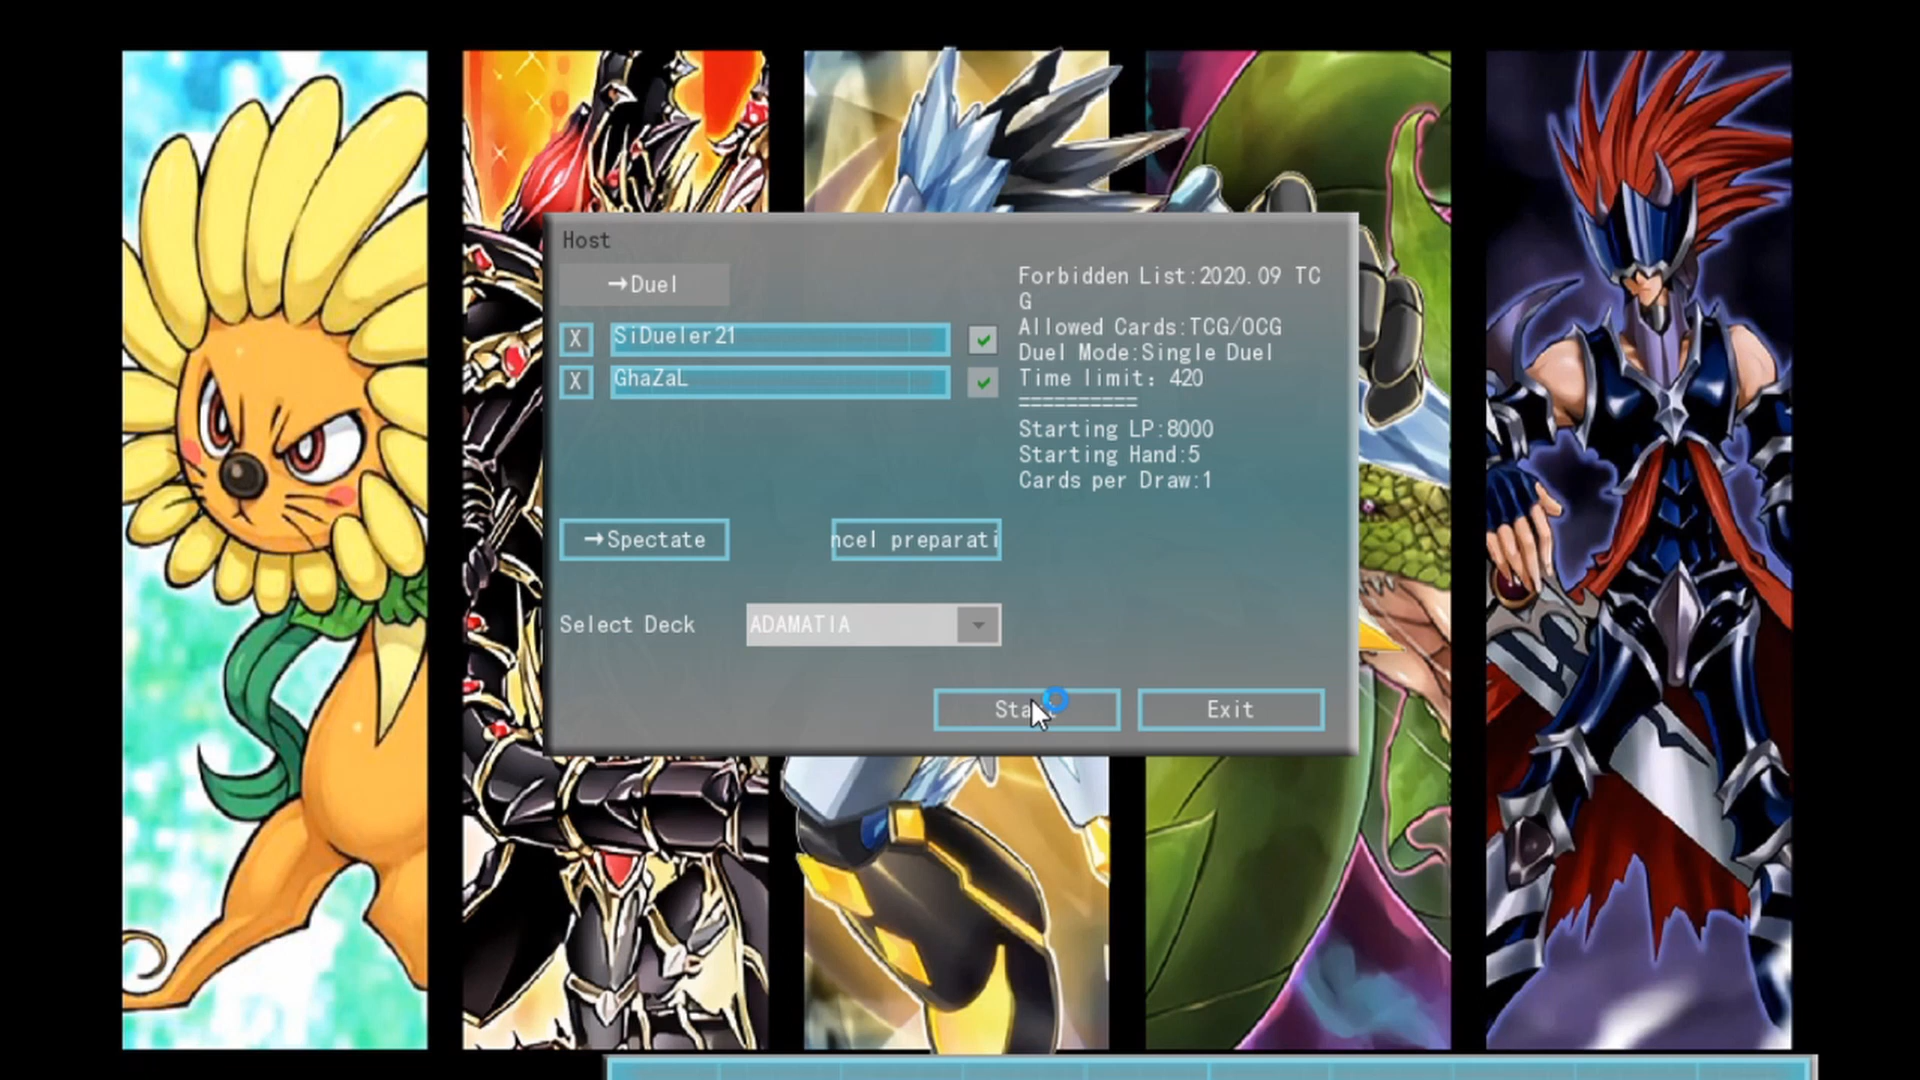 Host
→Duel
Forbidden List:2020.09 TC
G
Allowed Cards:TCG/OCG
Duel Mode:Single Duel
Time limit: 420
==========
Starting LP:8000
Starting Hand:5
Cards per Draw:1
X SiDueler21
X GhaZaL
→Spectate
ncel preparati
Select Deck
ADAMATIA
Exit